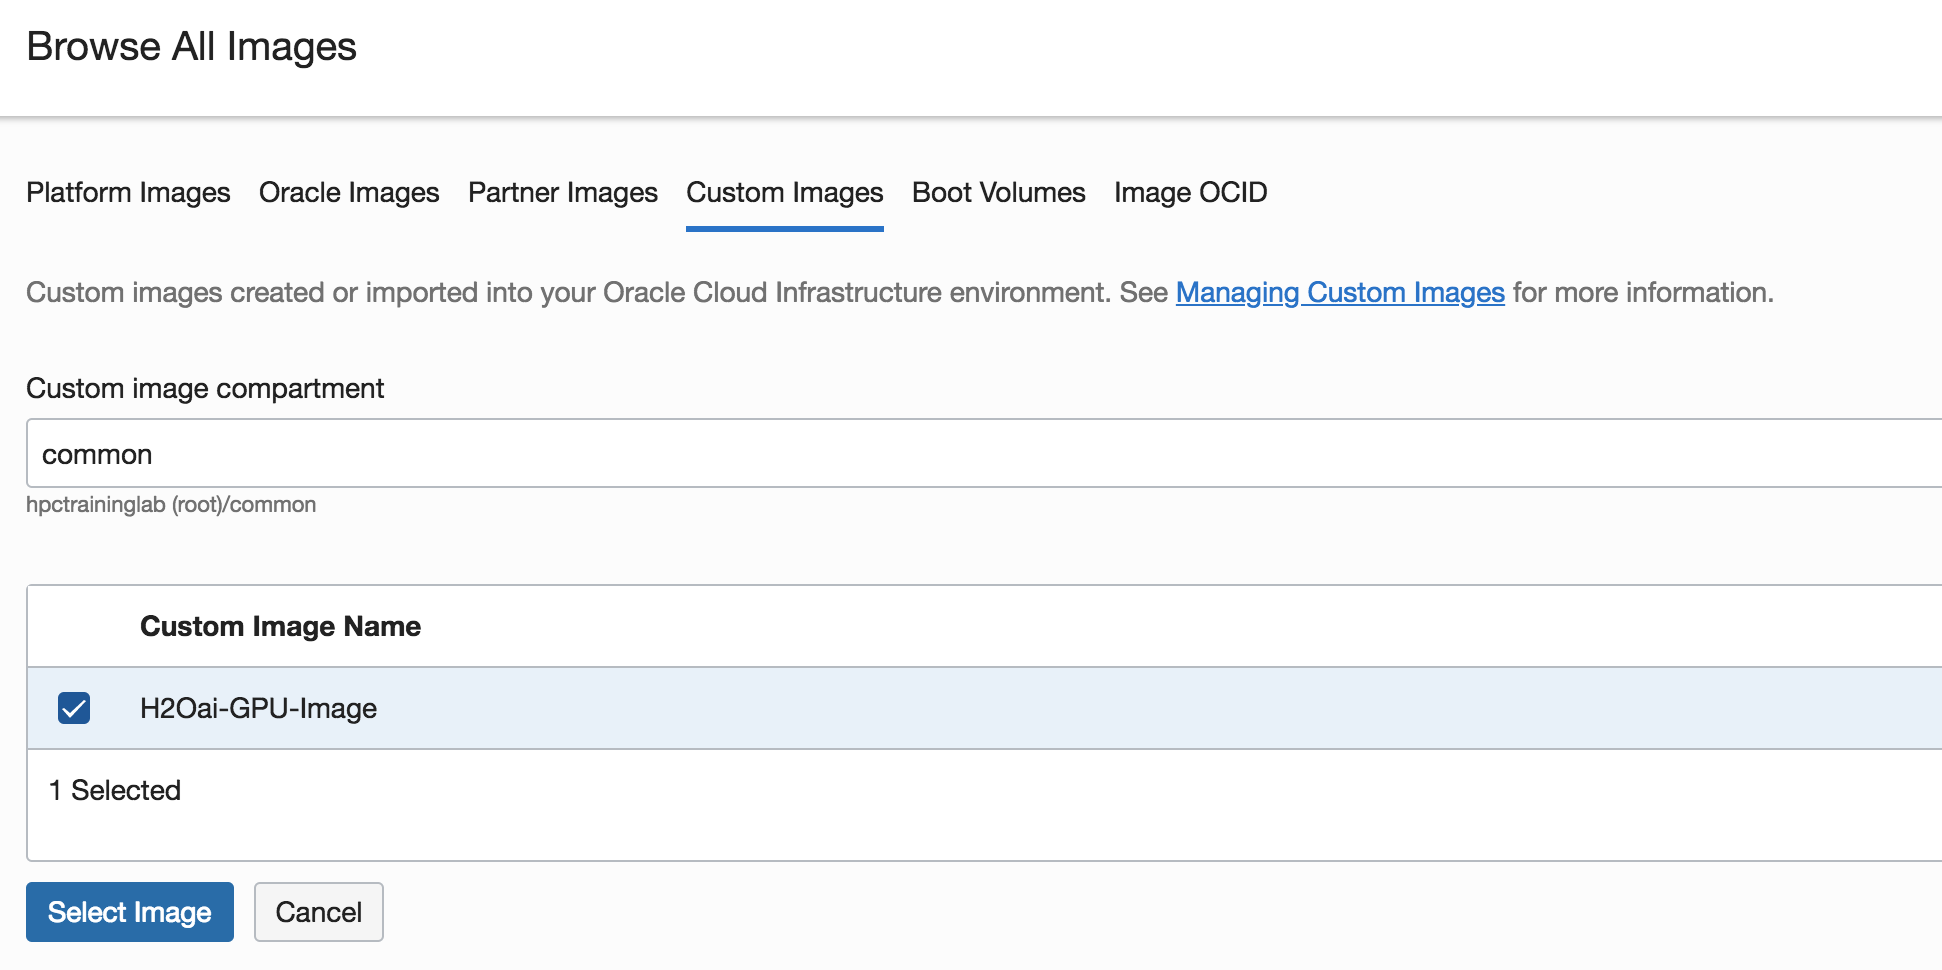 Browse All Images
Platform Images Oracle Images Partner Images Custom Images Boot Volumes Image OCID
Custom images created or imported into your Oracle Cloud Infrastructure environment. See Managing Custom Images for more information.
Custom image compartment
common
hpctraininglab (root)/common
Custom Image Name
H2Oai-GPU-Image
1 Selected
Select Image Cancel